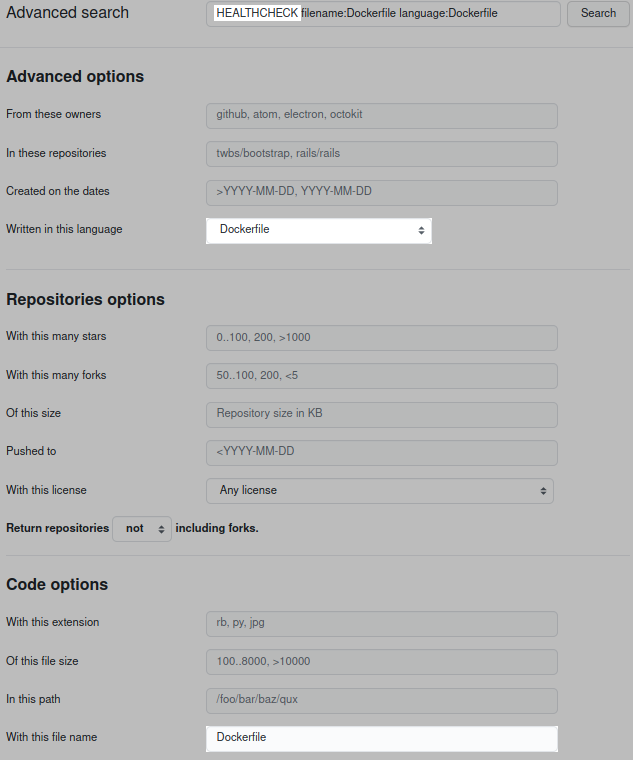 Advanced search HEALTHCHECK filename:Dockerfile language:Dockerfile Search
Advanced options
From these owners github, atom, electron, octokit
In these repositories twbs/bootstrap, rails/rails
Created on the dates >YYYY-MM-DD, YYYY-MM-DD
Written in this language Dockerfile
Repositories options
With this many stars 0..100, 200, >1000
With this many forks 50..100, 200, <5
Of this size Repository size in KB
Pushed to <YYYY-MM-DD
With this license Any license
Return repositories not including forks.
Code options
With this extension rb, py, jpg
Of this file size 100..8000, >10000
In this path /foo/bar/baz/qux
With this file name Dockerfile